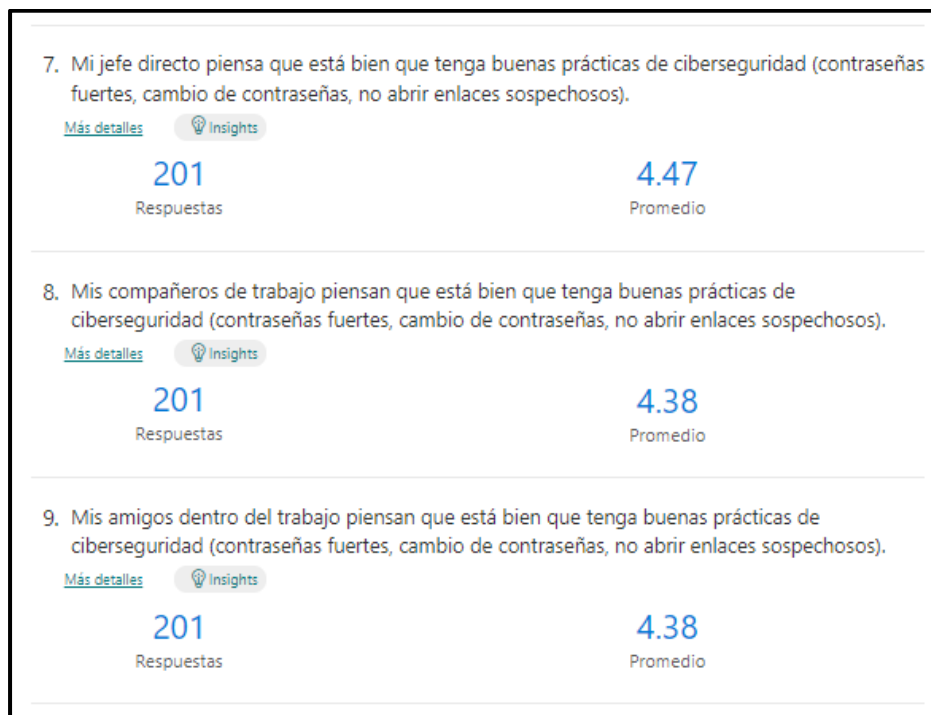 7. Mi jefe directo piensa que está bien que tenga buenas prácticas de ciberseguridad (contraseñas
fuertes, cambio de contraseñas, no abrir enlaces sospechosos).
Más detalles Insights
201 4.47
Respuestas Promedio
8. Mis compañeros de trabajo piensan que está bien que tenga buenas prácticas de
ciberseguridad (contraseñas fuertes, cambio de contraseñas, no abrir enlaces sospechosos).
Más detalles Insights
201 4.38
Respuestas Promedio
9. Mis amigos dentro del trabajo piensan que está bien que tenga buenas prácticas de
ciberseguridad (contraseñas fuertes, cambio de contraseñas, no abrir enlaces sospechosos).
Más detalles Insights
201 4.38
Respuestas Promedio